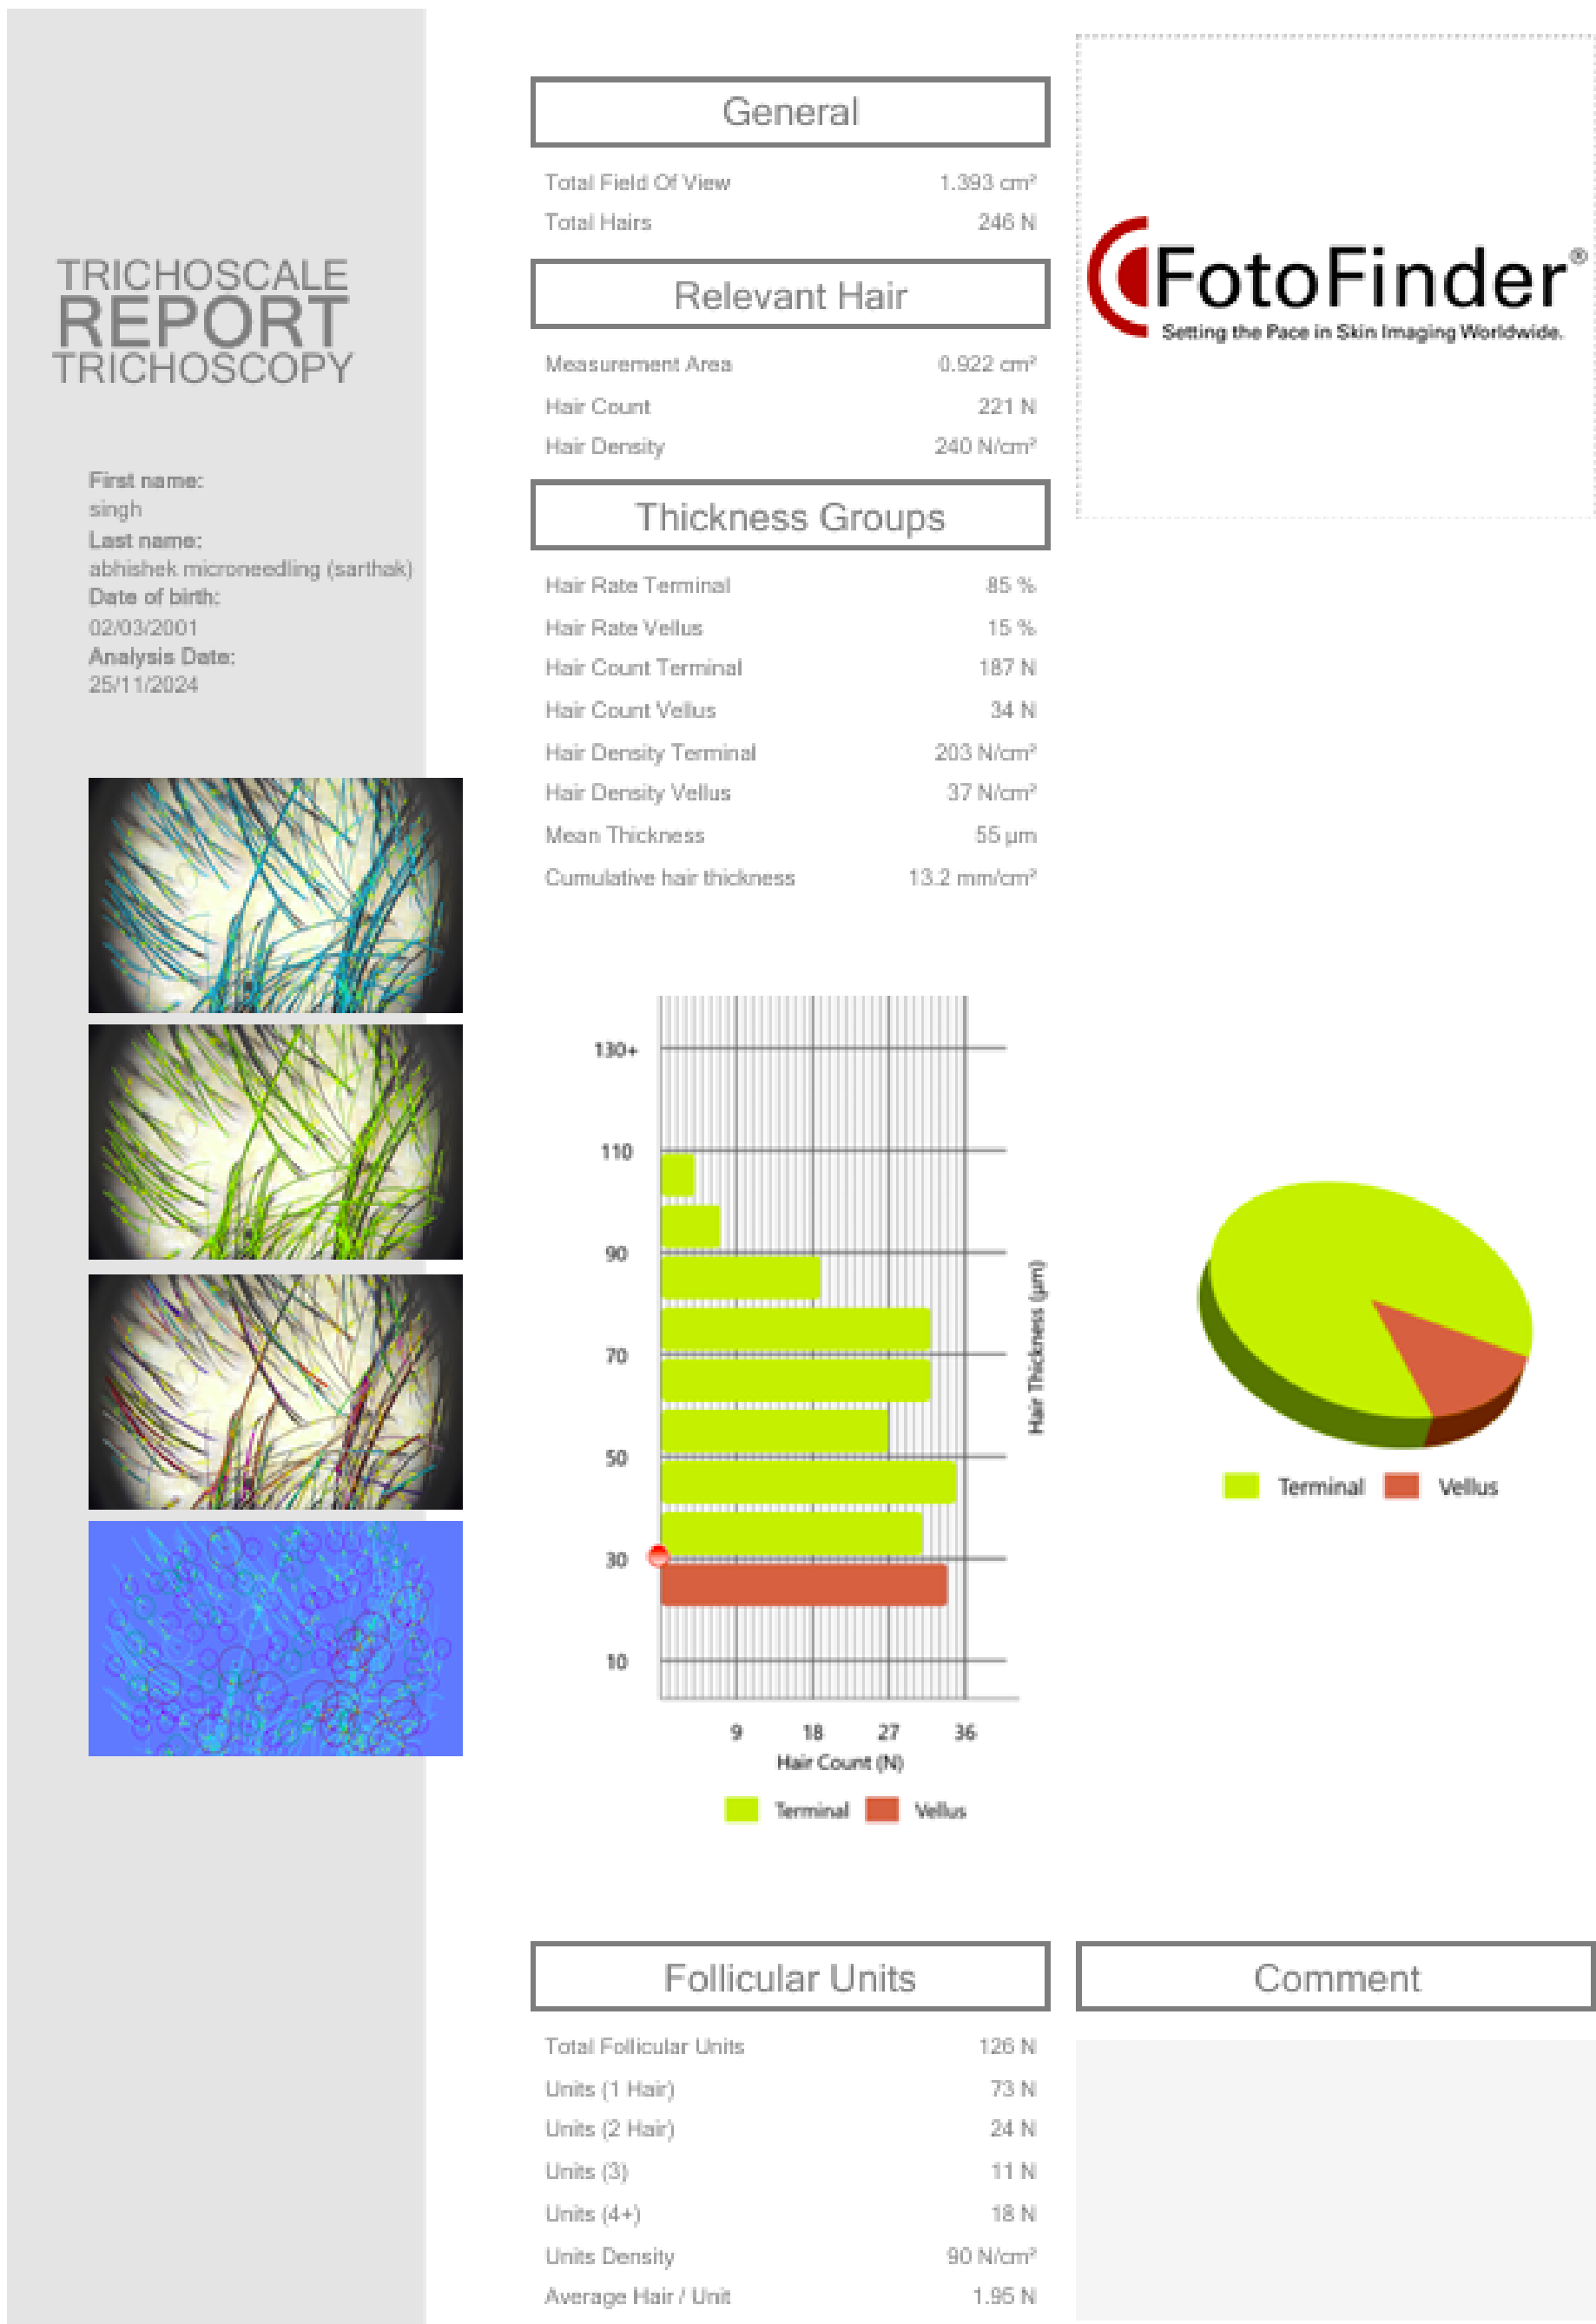 TRICHOSCALE
REPORT
TRICHOSCOPY
First name:
singh
Last name:
abhishek microneedling (sarthak)
Date of birth:
02/03/2001
Analysis Date:
25/11/2024
General
Total Field Of View 1.393 cm²
Total Hairs 246 N
Relevant Hair
Measurement Area 0.922 cm²
Hair Count 221 N
Hair Density 240 N/cm²
Thickness Groups
Hair Rate Terminal 85 %
Hair Rate Vellus 15 %
Hair Count Terminal 187 N
Hair Count Vellus 34 N
Hair Density Terminal 203 N/cm²
Hair Density Vellus 37 N/cm²
Mean Thickness 55 µm
Cumulative hair thickness 13.2 mm/cm²
FotoFinder®
Setting the Pace in Skin Imaging Worldwide.
130+
110
90
70
50
30
10
Hair Thickness (µm)
9 18 27 36
Hair Count (N)
Terminal Vellus
Terminal Vellus
Follicular Units
Total Follicular Units 126 N
Units (1 Hair) 73 N
Units (2 Hair) 24 N
Units (3) 11 N
Units (4+) 18 N
Units Density 90 N/cm²
Average Hair / Unit 1.95 N
Comment